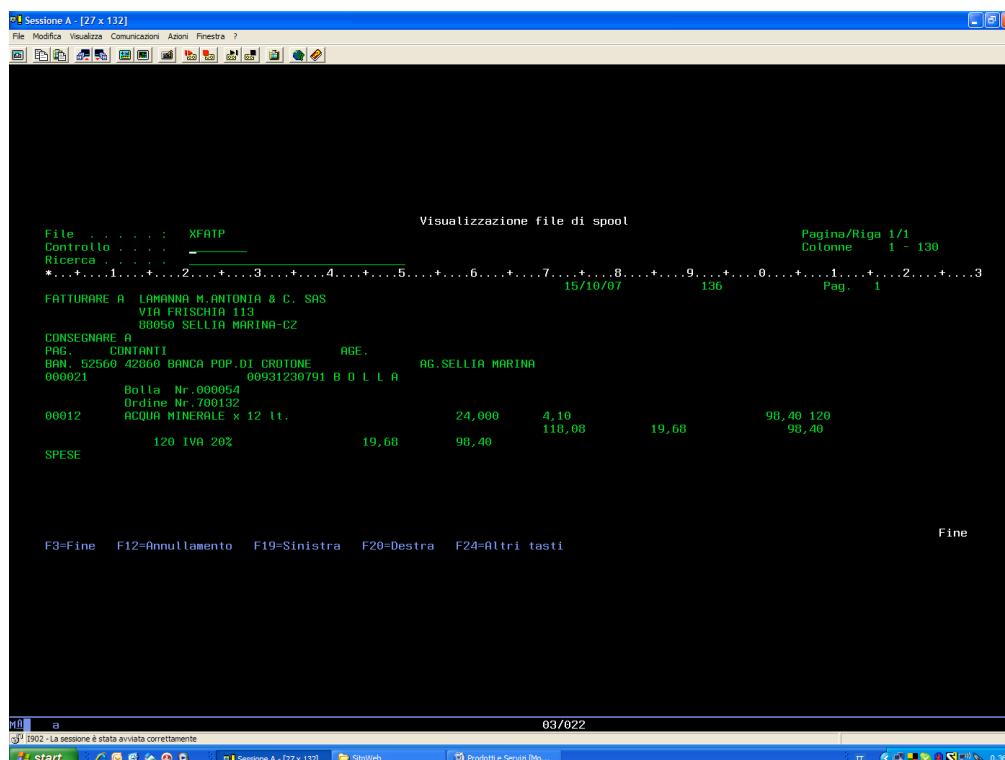 Sessione A - [27 x 132]
File Modifica Visualizza Comunicazioni Azioni Finestra ?
Visualizzazione file di spool
File . . . . . : XFATP Pagina/Riga 1/1
Controllo . . . . Colonne 1 - 130
Ricerca . . . . .
*...+....1....+....2....+....3....+....4....+....5....+....6....+....7....+....8....+....9....+....0....+....1....+....2....+....3
15/10/07 136 Pag. 1
FATTURARE A LAMANNA M.ANTONIA & C. SAS
VIA FRISCHIA 113
88050 SELLIA MARINA-CZ
CONSEGNARE A
PAG. CONTANTI AGE.
BAN. 52560 42860 BANCA POP.DI CROTONE AG.SELLIA MARINA
000021 00931230791 B O L L A
Bolla Nr.000054
Ordine Nr.700132
00012 ACQUA MINERALE x 12 lt. 24,000 4,10 98,40 120
118,08 19,68 98,40
120 IVA 20% 19,68 98,40
SPESE
Fine
F3=Fine F12=Annullamento F19=Sinistra F20=Destra F24=Altri tasti
MA a 03/022
I902 - La sessione è stata avviata correttamente
start Sessione A - [27 x 132] SitoWeb Prodotti e Servizi [Mo... IT